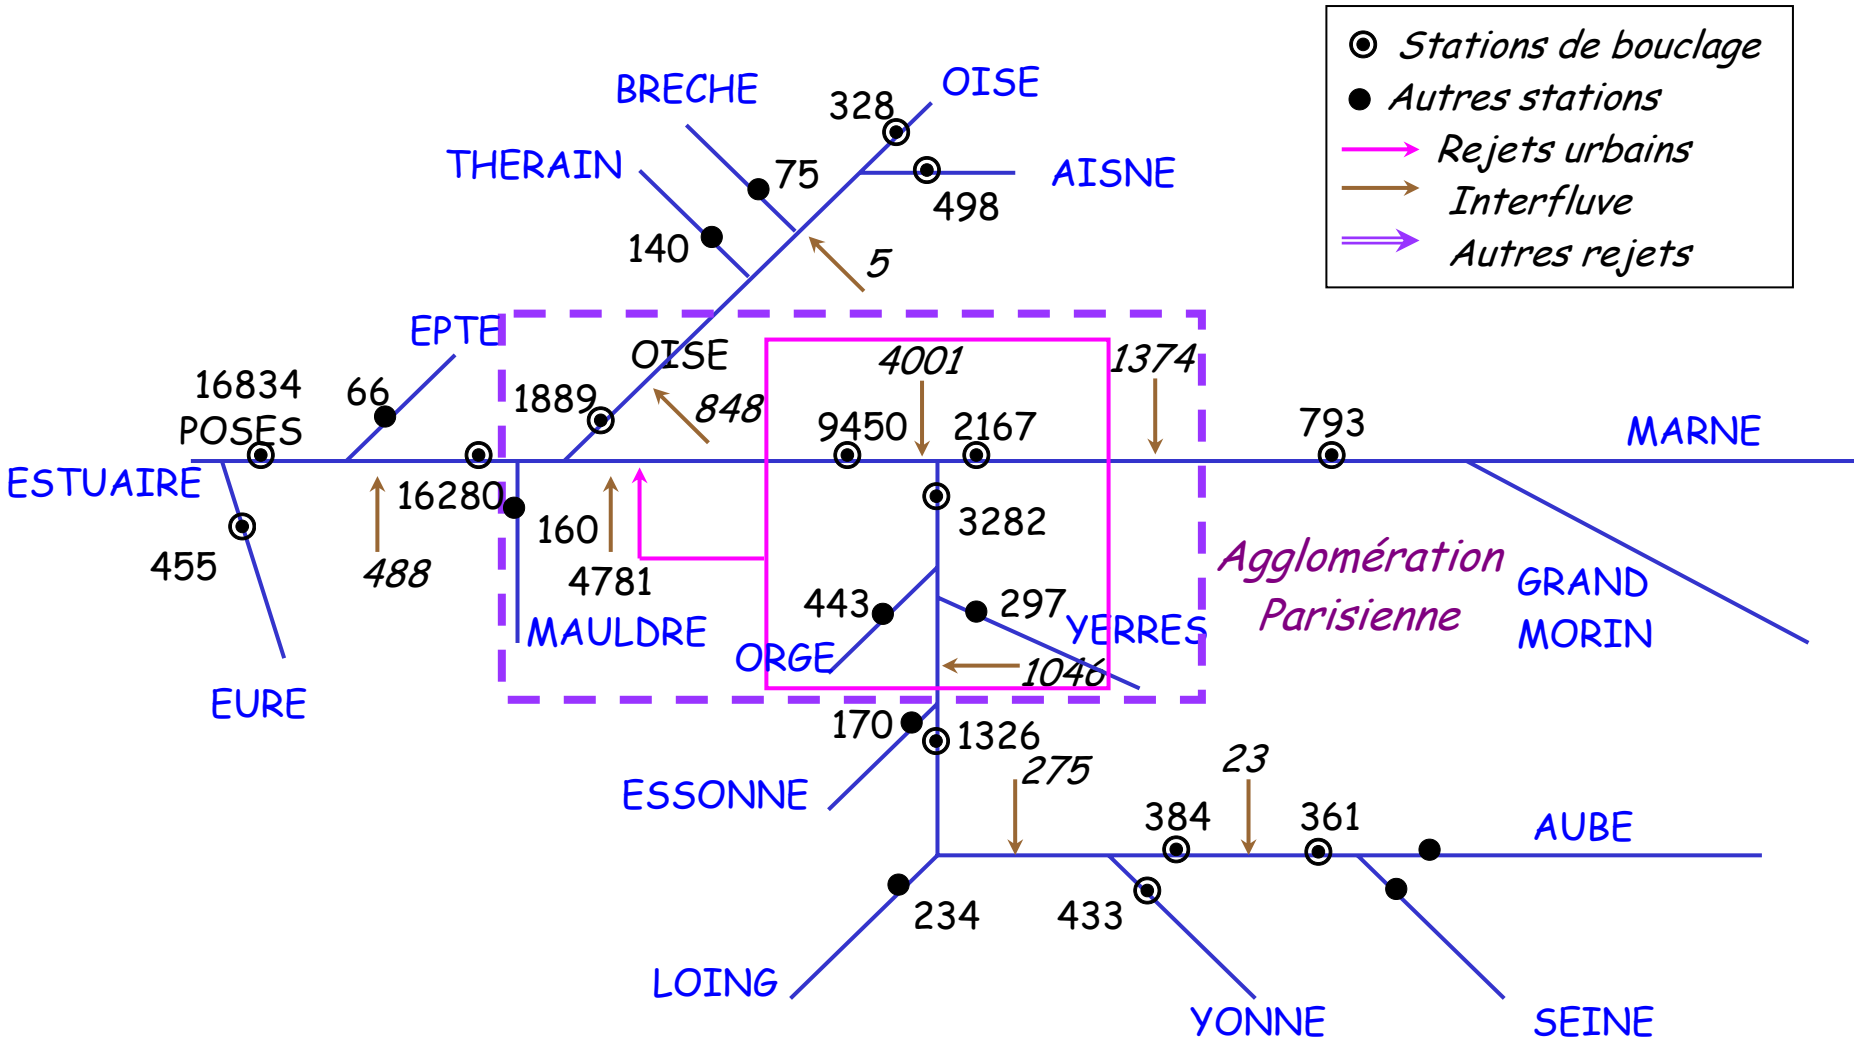 Stations de bouclage
Autres stations
Rejets urbains
Interfluve
Autres rejets
OISE
BRECHE
328
THERAIN
75
AISNE
498
140
5
EPTE
OISE
4001
1374
16834
66
1889
848
POSES
9450
2167
793
MARNE
ESTUAIRE
16280
160
3282
455
488
4781
Agglomération
Parisienne
GRAND
MORIN
443
297
YERRES
MAULDRE
ORGE
1046
EURE
170
1326
275
23
ESSONNE
384
361
AUBE
234
433
LOING
YONNE
SEINE